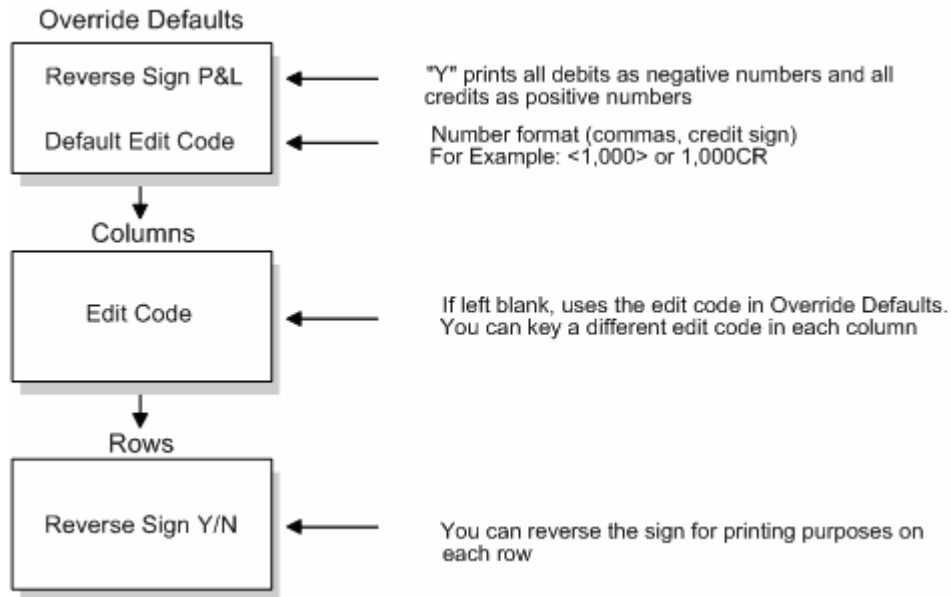 Override Defaults
Reverse Sign P&L
"Y" prints all debits as negative numbers and all
credits as positive numbers
Default Edit Code
Number format (commas, credit sign)
For Example: <1,000> or 1,000CR
Columns
Edit Code
If left blank, uses the edit code in Override Defaults.
You can key a different edit code in each column
Rows
Reverse Sign Y/N
You can reverse the sign for printing purposes on
each row